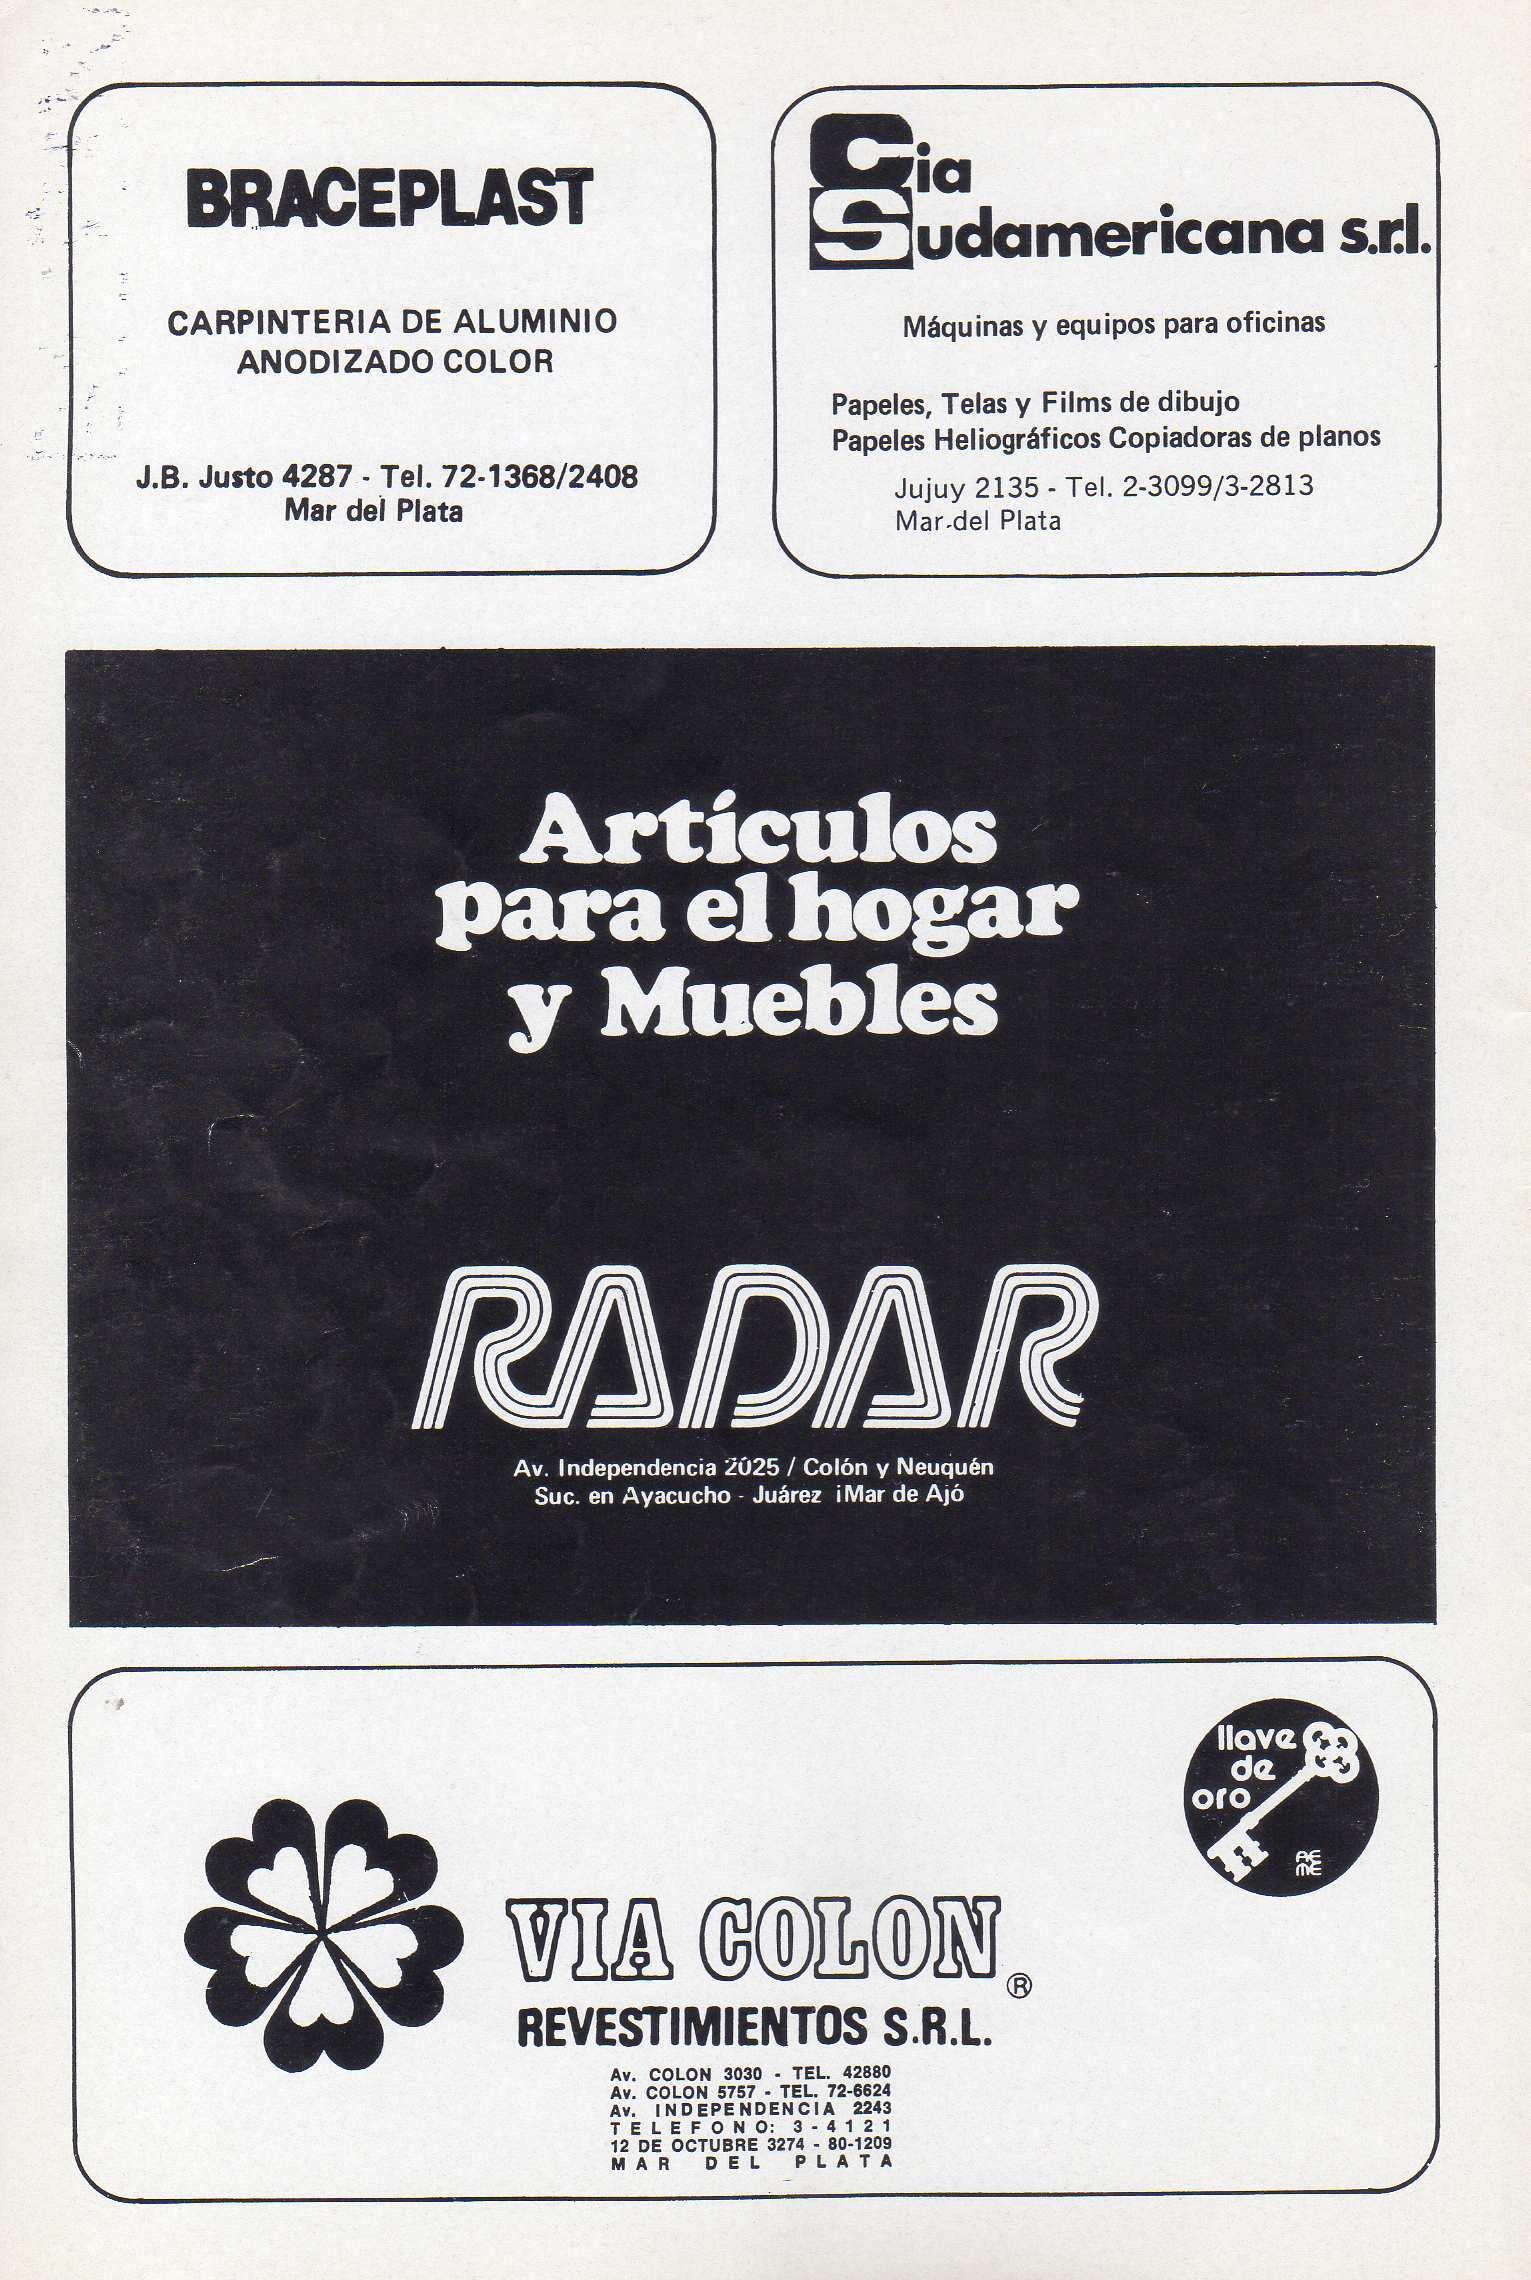 BRACEPLAST
CARPINTERIA DE ALUMINIO
ANODIZADO COLOR
J.B. Justo 4287 - Tel. 72-1368/2408
Mar del Plata
Cia
Sudamericana s.r.l.
Máquinas y equipos para oficinas
Papeles, Telas y Films de dibujo
Papeles Heliográficos Copiadoras de planos
Jujuy 2135 - Tel. 2-3099/3-2813
Mar del Plata
Artículos
para el hogar
y Muebles
RADAR
Av. Independencia 2025 / Colón y Neuquén
Suc. en Ayacucho - Juárez i Mar de Ajó
llave
de
oro
AE
ME
VIA COLON ®
REVESTIMIENTOS S.R.L.
Av. COLON 3030 - TEL. 42880
Av. COLON 5757 - TEL. 72-6624
Av. INDEPENDENCIA 2243
TELEFONO: 3-4121
12 DE OCTUBRE 3274 - 80-1209
MAR DEL PLATA